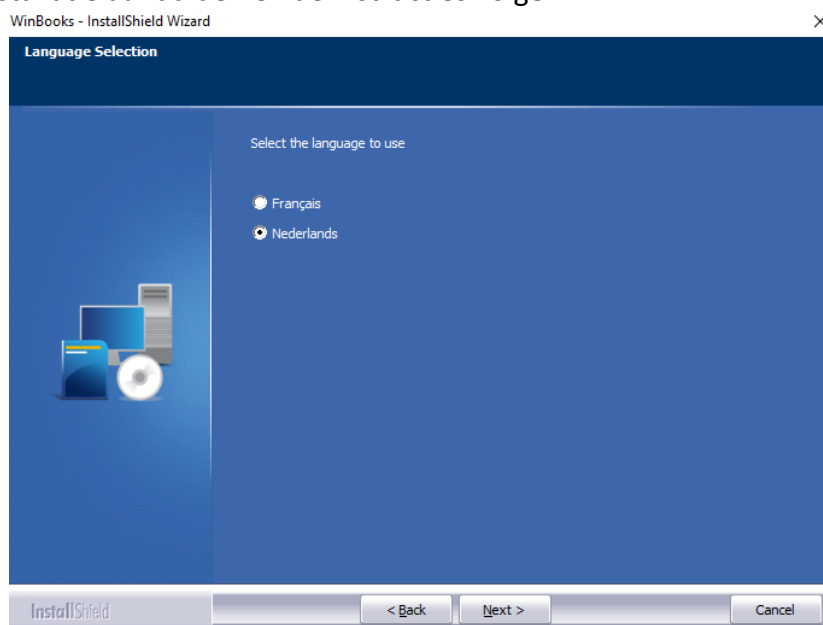 WinBooks - InstallShield Wizard
Language Selection
Select the language to use
Français
Nederlands
InstallShield
< Back
Next >
Cancel